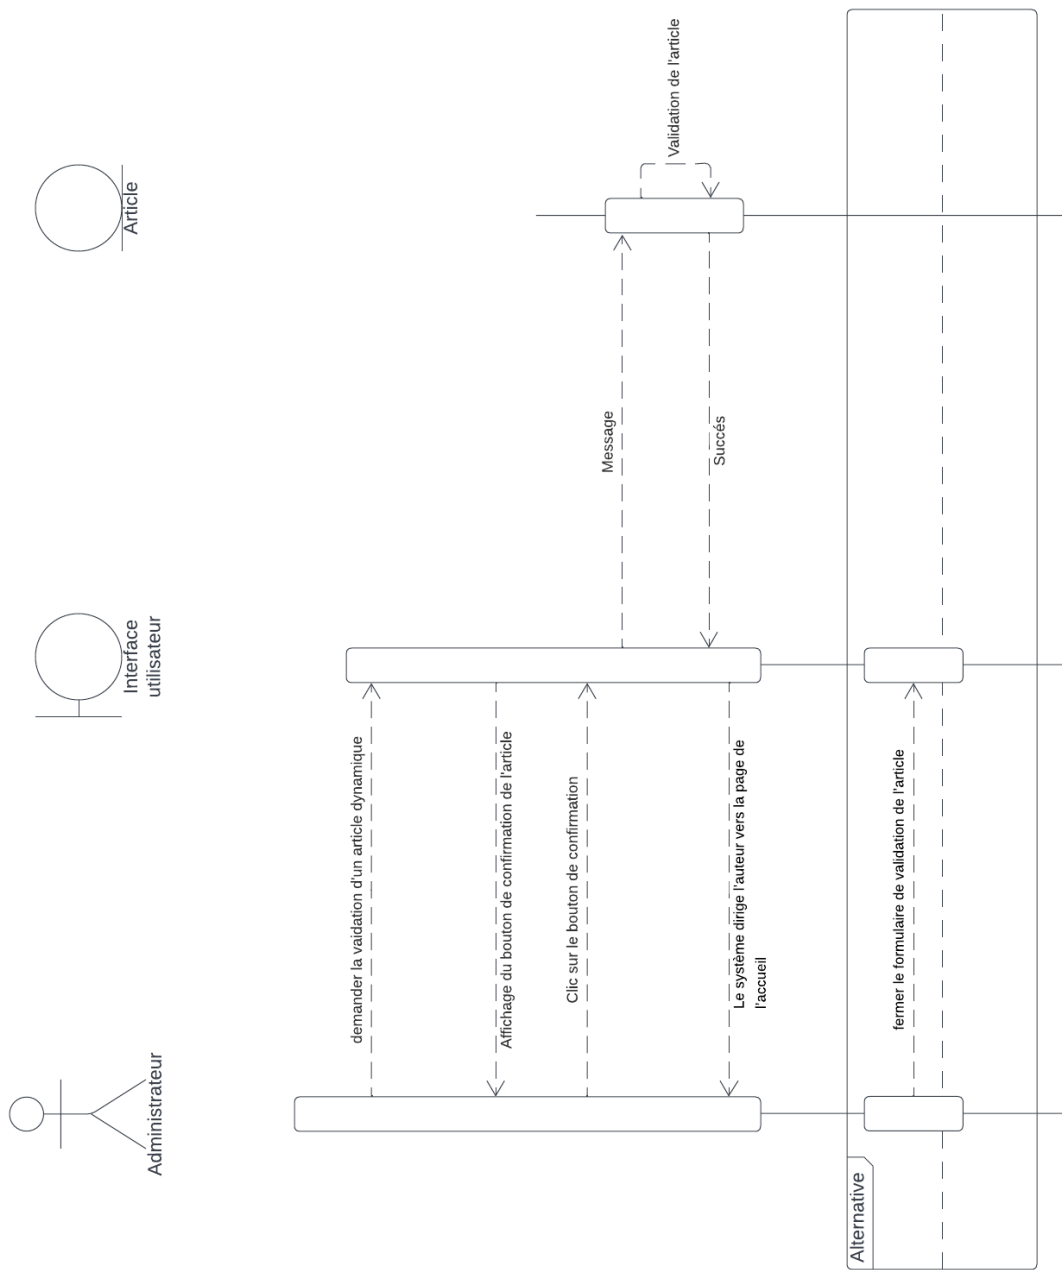 Administrateur
Interface
utilisateur
Article
demander la vaidation d'un article dynamique
Affichage du bouton de confirmation de l'article
Clic sur le bouton de confirmation
Message
Validation de l'article
Succés
Le système dirige l'auteur vers la page de
l'accueil
Alternative
fermer le formulaire de validation de l'article